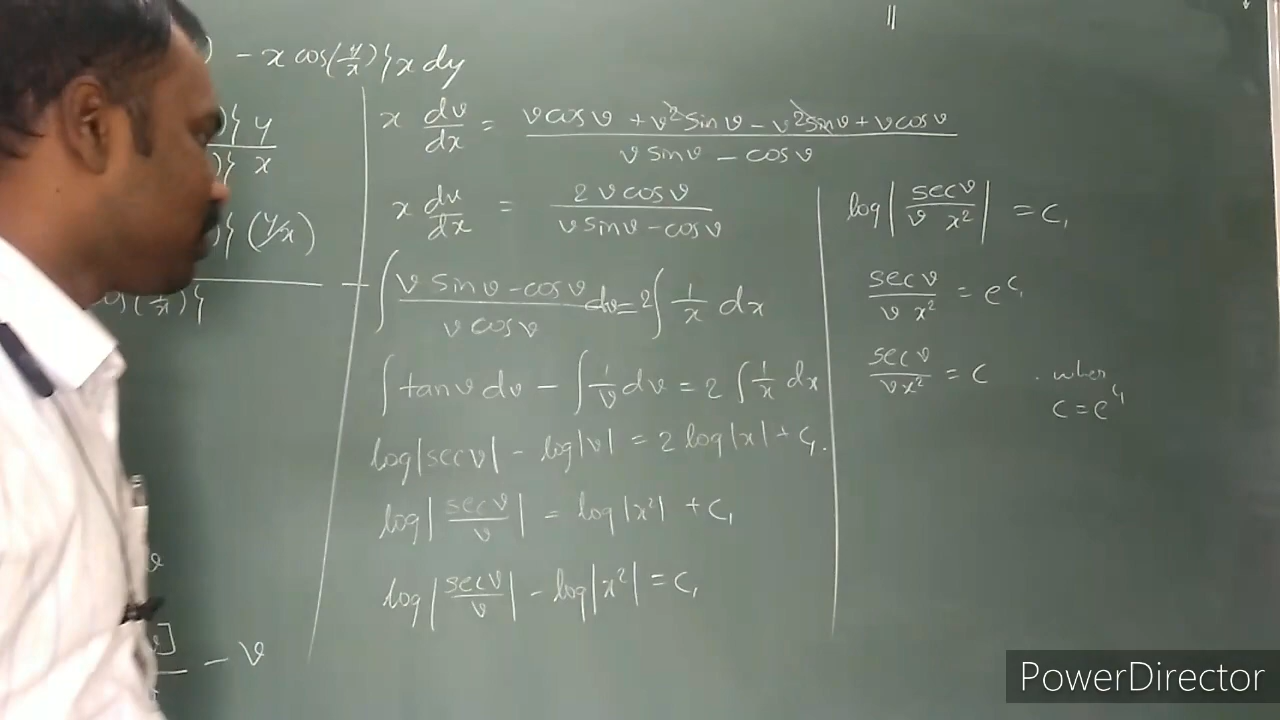 ) - x cos(y/x)} x dy
)} y/x
)} (y/x)
os(y/x)}
v] - v
x dv/dx = (v cos v + v² sin v - v² sin v + v cos v)/(v sin v - cos v)
x dv/dx = 2 v cos v/(v sin v - cos v)
∫ (v sin v - cos v)/(v cos v) dv = 2 ∫ 1/x dx
∫ tan v dv - ∫ 1/v dv = 2 ∫ 1/x dx
log|sec v| - log|v| = 2 log|x| + C₁.
log|sec v/v| = log|x²| + C₁
log|sec v/v| - log|x²| = C₁
log|sec v/(v x²)| = C₁
sec v/(v x²) = e^C₁
sec v/(v x²) = C . where
C = e^C₁
PowerDirector